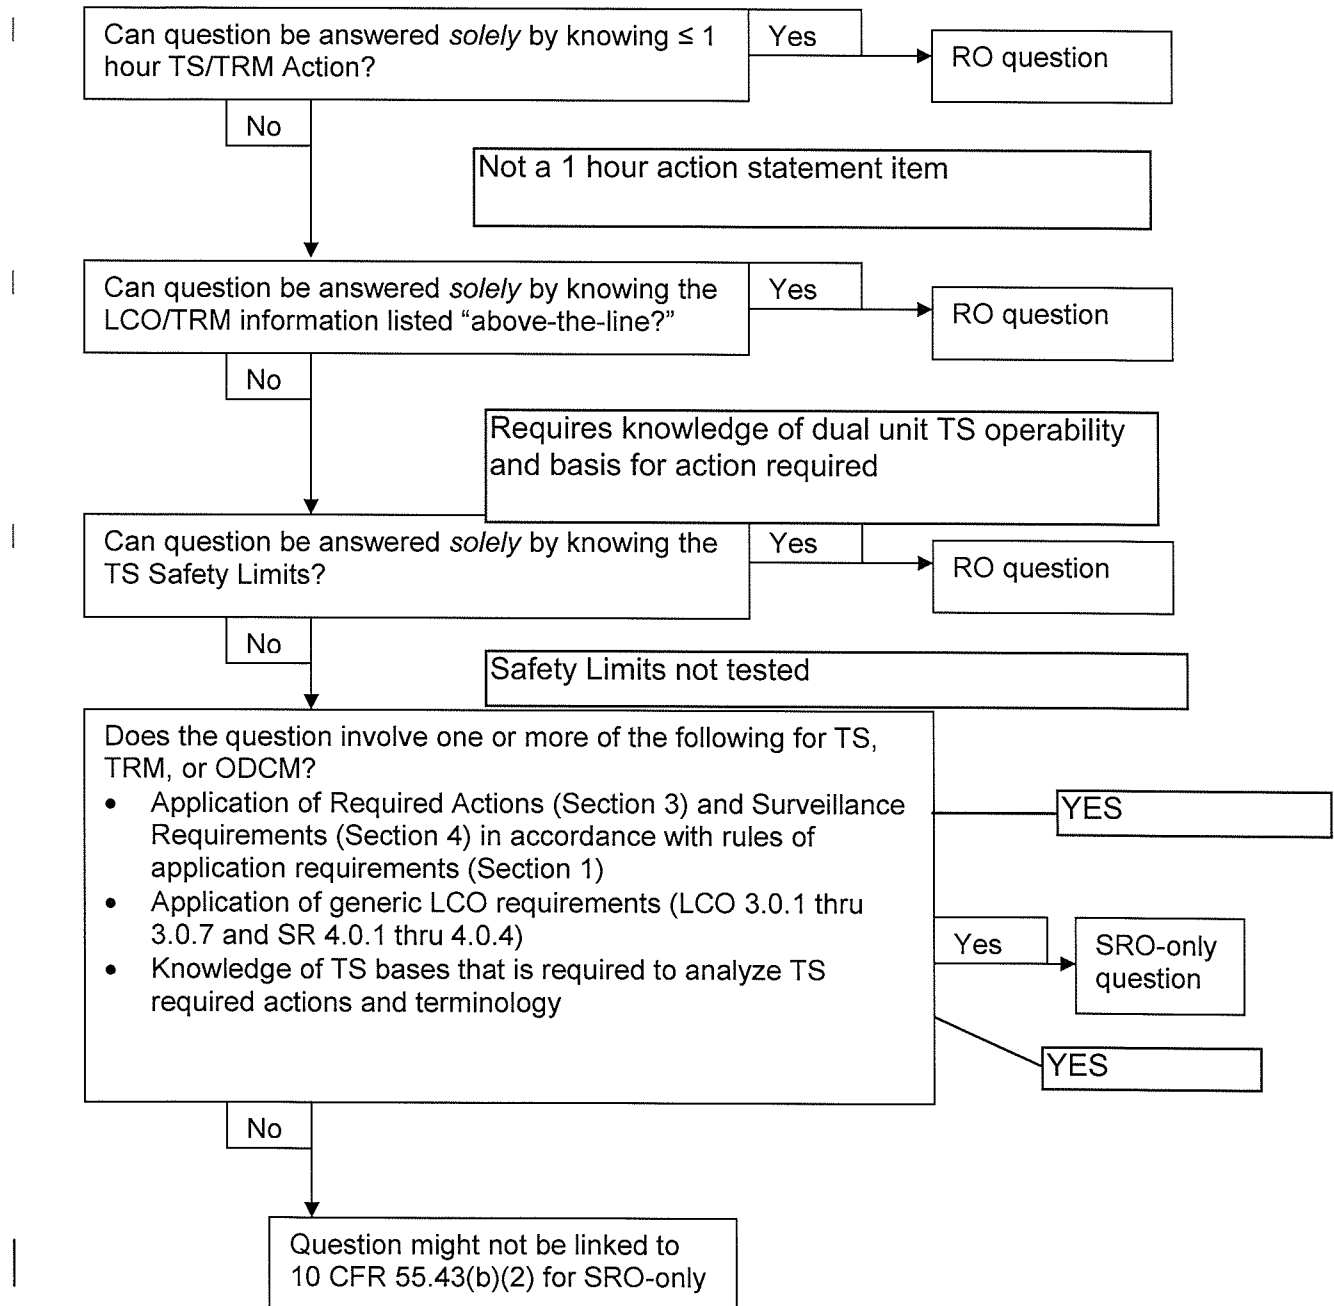 Can question be answered solely by knowing ≤ 1
hour TS/TRM Action?
Yes
RO question
No
Not a 1 hour action statement item
Can question be answered solely by knowing the
LCO/TRM information listed “above-the-line?”
Yes
RO question
No
Requires knowledge of dual unit TS operability
and basis for action required
Can question be answered solely by knowing the
TS Safety Limits?
Yes
RO question
No
Safety Limits not tested
Does the question involve one or more of the following for TS,
TRM, or ODCM?
• Application of Required Actions (Section 3) and Surveillance
Requirements (Section 4) in accordance with rules of
application requirements (Section 1)
• Application of generic LCO requirements (LCO 3.0.1 thru
3.0.7 and SR 4.0.1 thru 4.0.4)
• Knowledge of TS bases that is required to analyze TS
required actions and terminology
YES
Yes
SRO-only
question
YES
No
Question might not be linked to
10 CFR 55.43(b)(2) for SRO-only